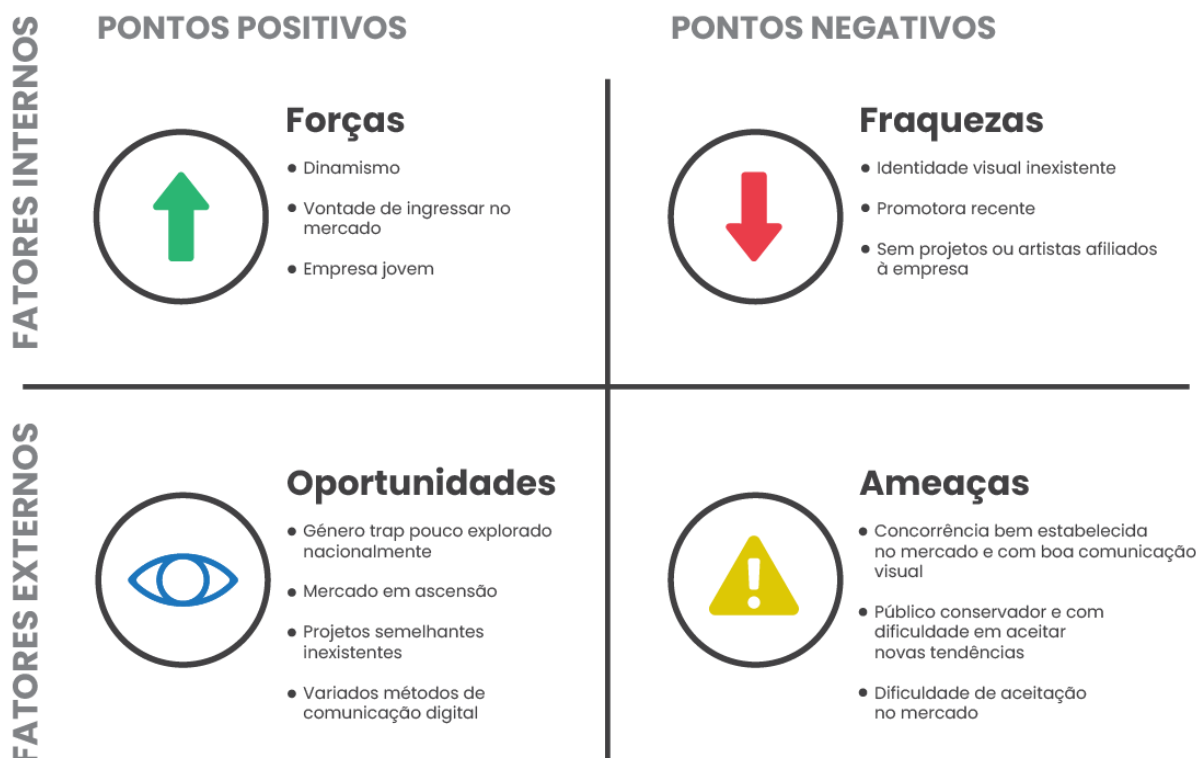 PONTOS POSITIVOS
PONTOS NEGATIVOS
FATORES INTERNOS
Forças
• Dinamismo
• Vontade de ingressar no
mercado
• Empresa jovem
Fraquezas
• Identidade visual inexistente
• Promotora recente
• Sem projetos ou artistas afiliados
à empresa
FATORES EXTERNOS
Oportunidades
• Género trap pouco explorado
nacionalmente
• Mercado em ascensão
• Projetos semelhantes
inexistentes
• Variados métodos de
comunicação digital
Ameaças
• Concorrência bem estabelecida
no mercado e com boa comunicação
visual
• Público conservador e com
dificuldade em aceitar
novas tendências
• Dificuldade de aceitação
no mercado